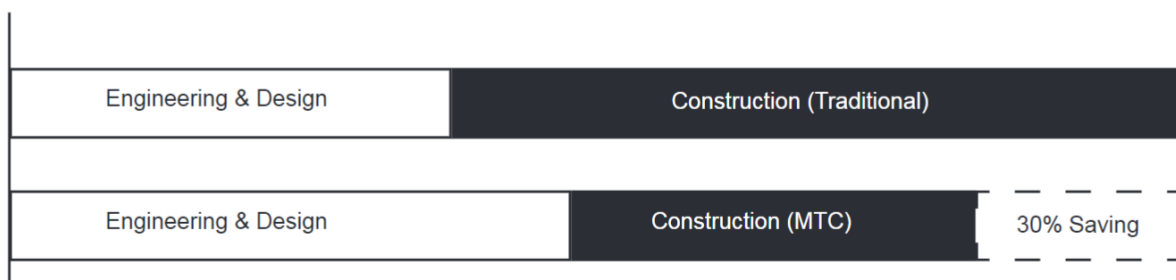 Engineering & Design
Construction (Traditional)
Engineering & Design
Construction (MTC)
30% Saving